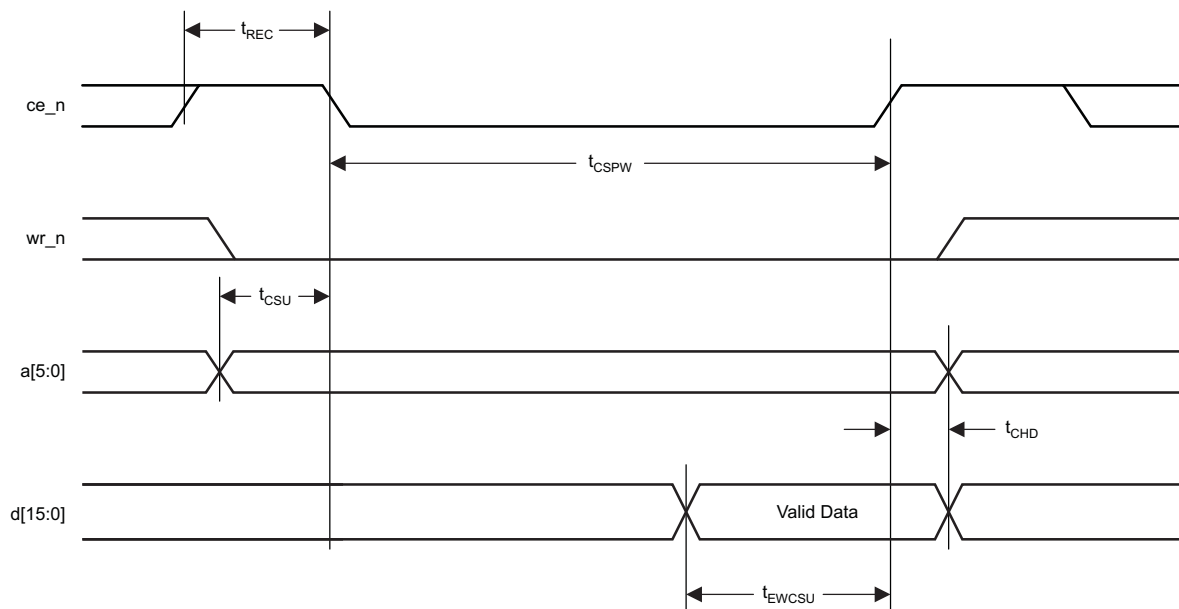 tREC
ce_n
tCSPW
wr_n
tCSU
a[5:0]
tCHD
d[15:0]
Valid Data
tEWCSU